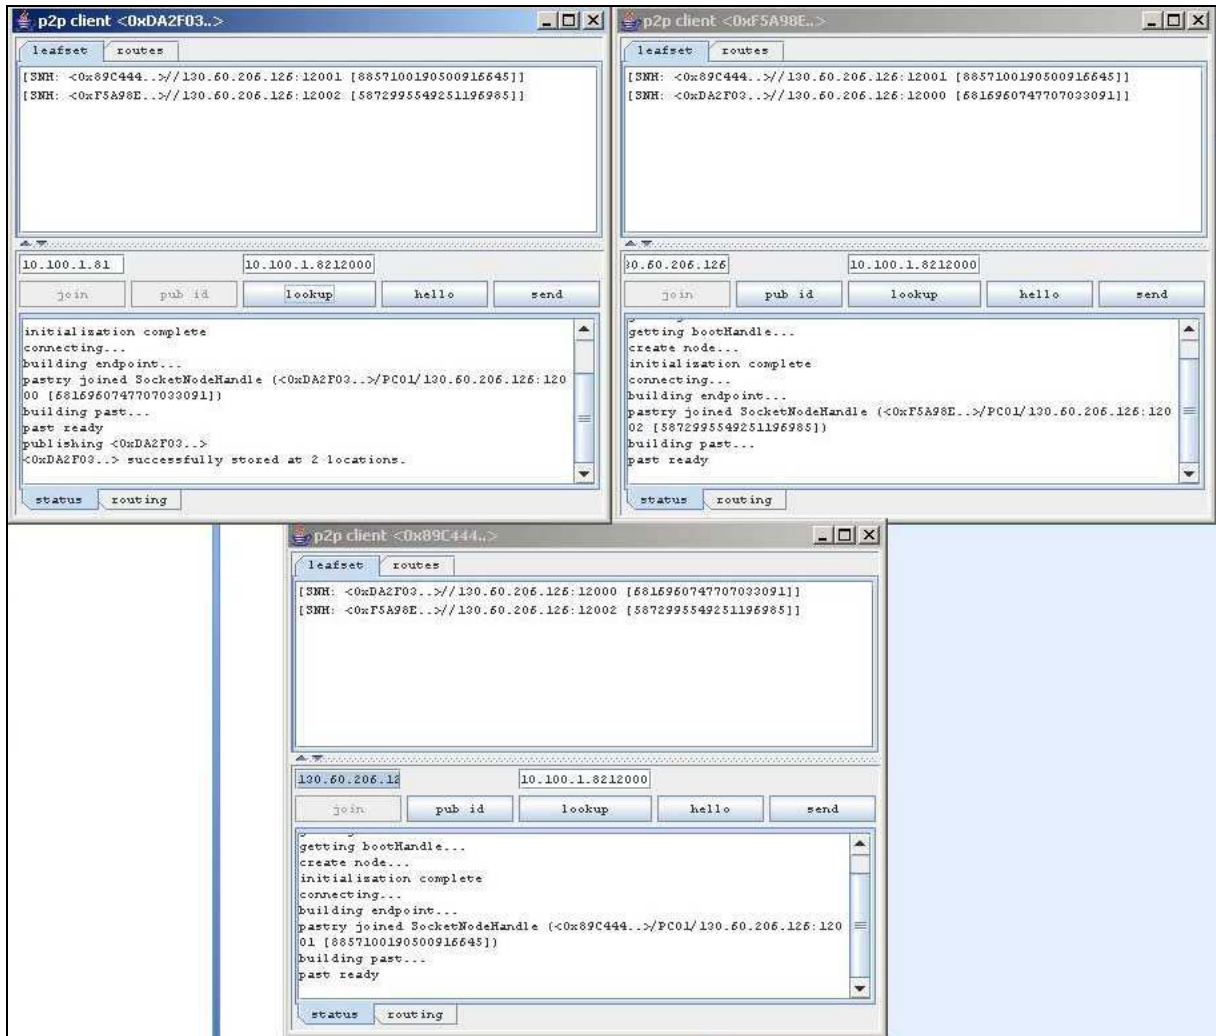 p2p client <0xDA2F03..>
leafset routes
[SNH: <0x89C444..>//130.60.206.126:12001 [8857100190500916645]]
[SNH: <0xF5A98E..>//130.60.206.126:12002 [5872995549251196985]]
10.100.1.81 10.100.1.8212000
join pub id lookup hello send
initialization complete
connecting...
building endpoint...
pastry joined SocketNodeHandle (<0xDA2F03..>/PC01/130.60.206.126:120
00 [6816960747707033091])
building past...
past ready
publishing <0xDA2F03..>
<0xDA2F03..> successfully stored at 2 locations.
status routing
p2p client <0xF5A98E..>
leafset routes
[SNH: <0x89C444..>//130.60.206.126:12001 [8857100190500916645]]
[SNH: <0xDA2F03..>//130.60.206.126:12000 [6816960747707033091]]
30.60.206.126 10.100.1.8212000
join pub id lookup hello send
getting bootHandle...
create node...
initialization complete
connecting...
building endpoint...
pastry joined SocketNodeHandle (<0xF5A98E..>/PC01/130.60.206.126:120
02 [5872995549251196985])
building past...
past ready
status routing
p2p client <0x89C444..>
leafset routes
[SNH: <0xDA2F03..>//130.60.206.126:12000 [6816960747707033091]]
[SNH: <0xF5A98E..>//130.60.206.126:12002 [5872995549251196985]]
130.60.206.12 10.100.1.8212000
join pub id lookup hello send
getting bootHandle...
create node...
initialization complete
connecting...
building endpoint...
pastry joined SocketNodeHandle (<0x89C444..>/PC01/130.60.206.126:120
01 [8857100190500916645])
building past...
past ready
status routing